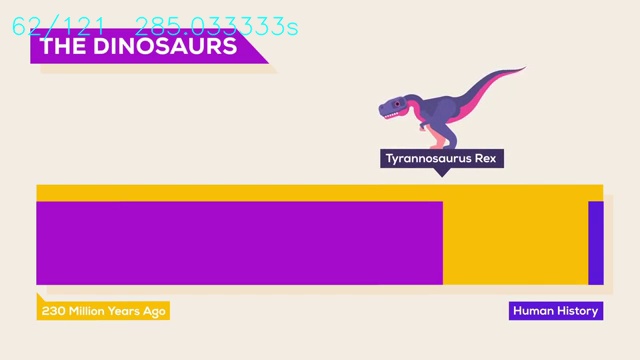 62/121 285.033333s
THE DINOSAURS
Tyrannosaurus Rex
230 Million Years Ago
Human History